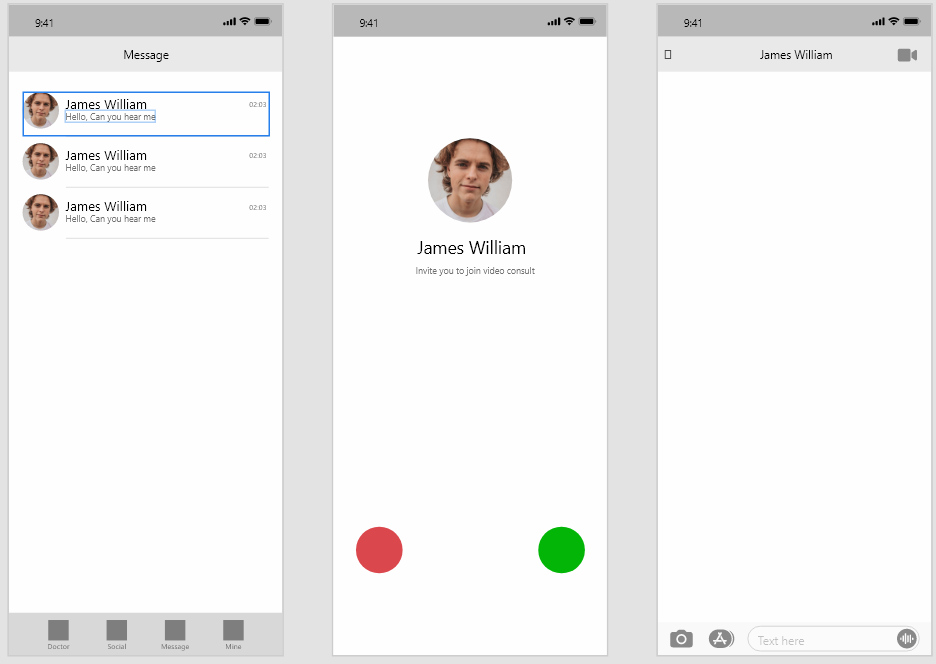 9:41
Message
James William
02:03
Hello, Can you hear me
James William
02:03
Hello, Can you hear me
James William
02:03
Hello, Can you hear me
Doctor
Social
Message
Mine
9:41
James William
Invite you to join video consult
9:41
James William
Text here